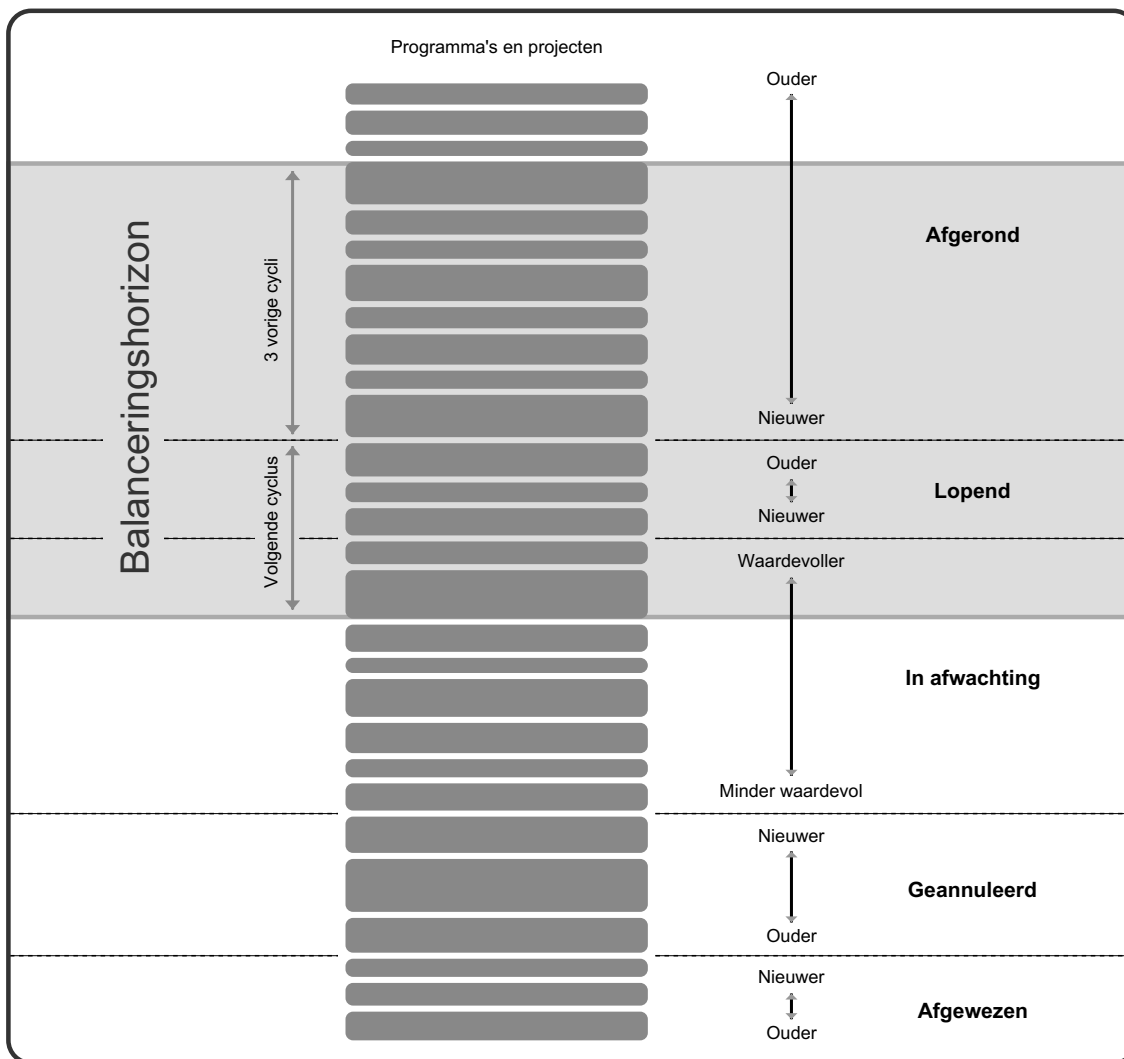 Programma's en projecten
Ouder
Afgerond
Balanceringshorizon
3 vorige cycli
Nieuwer
Ouder
Lopend
Nieuwer
Volgende cyclus
Waardevoller
In afwachting
Minder waardevol
Nieuwer
Geannuleerd
Ouder
Nieuwer
Afgewezen
Ouder